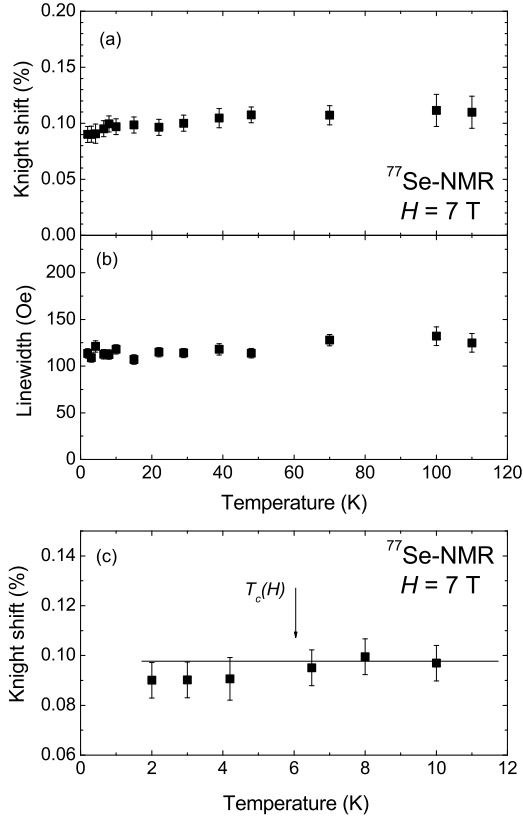 0.20
(a)
0.15
0.10
0.05
0.00
Knight shift (%)
⁷⁷Se-NMR
H = 7 T
(b)
200
150
100
50
0
Linewidth (Oe)
0 20 40 60 80 100 120
Temperature (K)
(c)
⁷⁷Se-NMR
H = 7 T
0.14
0.12
0.10
0.08
0.06
Knight shift (%)
T_c(H)
2 4 6 8 10 12
Temperature (K)